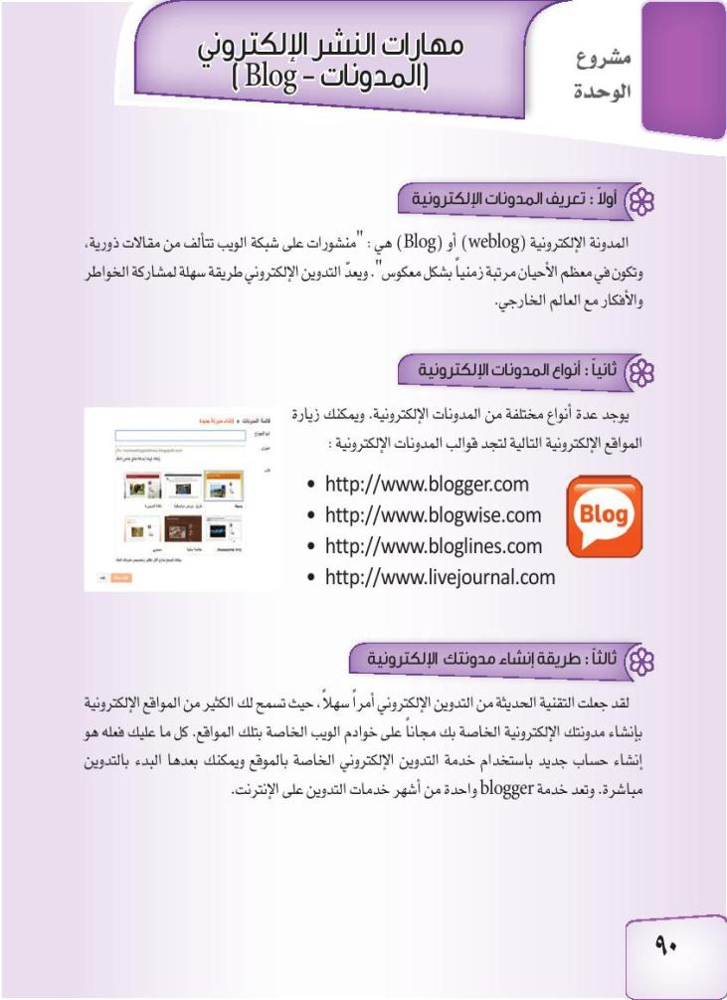 مشروع
الوحدة
مهارات النشر الإلكتروني
(المدونات - Blog )
أولاً : تعريف المدونات الإلكترونية
المدونة الإلكترونية (weblog) أو (Blog) هي : "منشورات على شبكة الويب تتألف من مقالات ذورية،
وتكون في معظم الأحيان مرتبة زمنياً بشكل معكوس". ويعدّ التدوين الإلكتروني طريقة سهلة لمشاركة الخواطر
والأفكار مع العالم الخارجي.
ثانياً : أنواع المدونات الإلكترونية
يوجد عدة أنواع مختلفة من المدونات الإلكترونية. ويمكنك زيارة
المواقع الإلكترونية التالية لتجد قوالب المدونات الإلكترونية :
Blog
• http://www.blogger.com
• http://www.blogwise.com
• http://www.bloglines.com
• http://www.livejournal.com
قائمة المدونات
إنشاء مدونة جديدة
ثالثاً : طريقة إنشاء مدونتك الإلكترونية
لقد جعلت التقنية الحديثة من التدوين الإلكتروني أمراً سهلاً، حيث تسمح لك الكثير من المواقع الإلكترونية
بإنشاء مدونتك الإلكترونية الخاصة بك مجاناً على خوادم الويب الخاصة بتلك المواقع. كل ما عليك فعله هو
إنشاء حساب جديد باستخدام خدمة التدوين الإلكتروني الخاصة بالموقع ويمكنك بعدها البدء بالتدوين
مباشرة. وتعد خدمة blogger واحدة من أشهر خدمات التدوين على الإنترنت.
٩٠